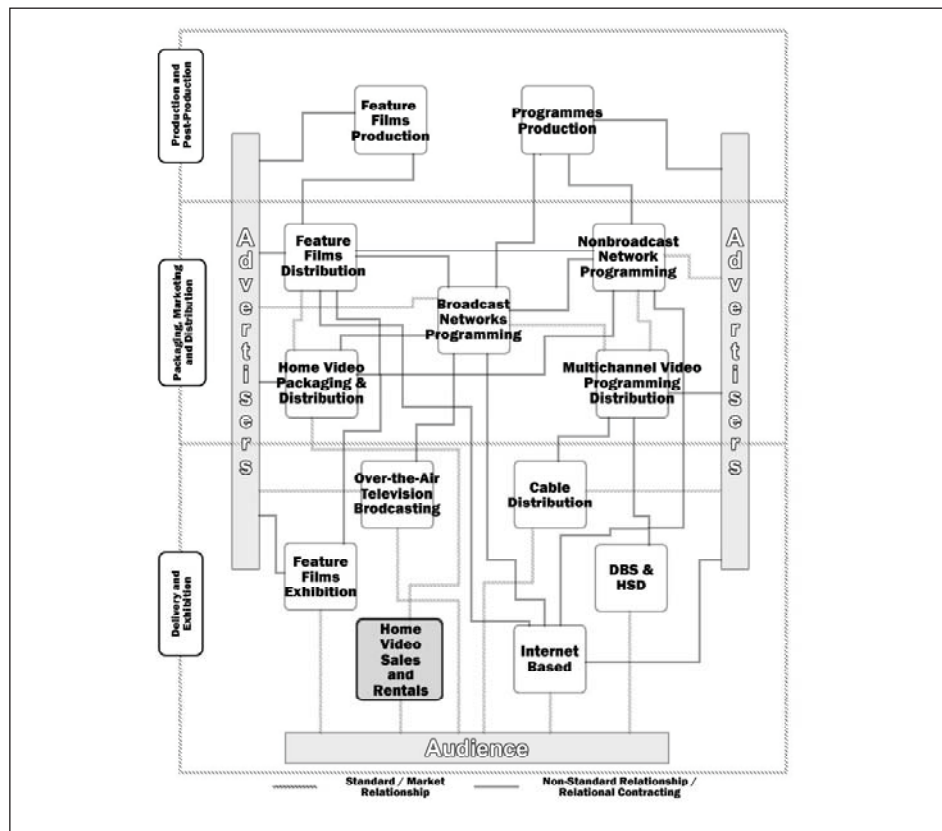 Production and
Post-Production
Feature
Films
Production
Programmes
Production
Advertisers
Advertisers
Packaging, Marketing
and Distribution
Feature
Films
Distribution
Nonbroadcast
Network
Programming
Broadcast
Networks
Programming
Home Video
Packaging &
Distribution
Multichannel Video
Programming
Distribution
Delivery and
Exhibition
Over-the-Air
Television
Brodcasting
Cable
Distribution
Feature
Films
Exhibition
DBS &
HSD
Home
Video
Sales
and
Rentals
Internet
Based
Audience
Standard / Market
Relationship
Non-Standard Relationship /
Relational Contracting